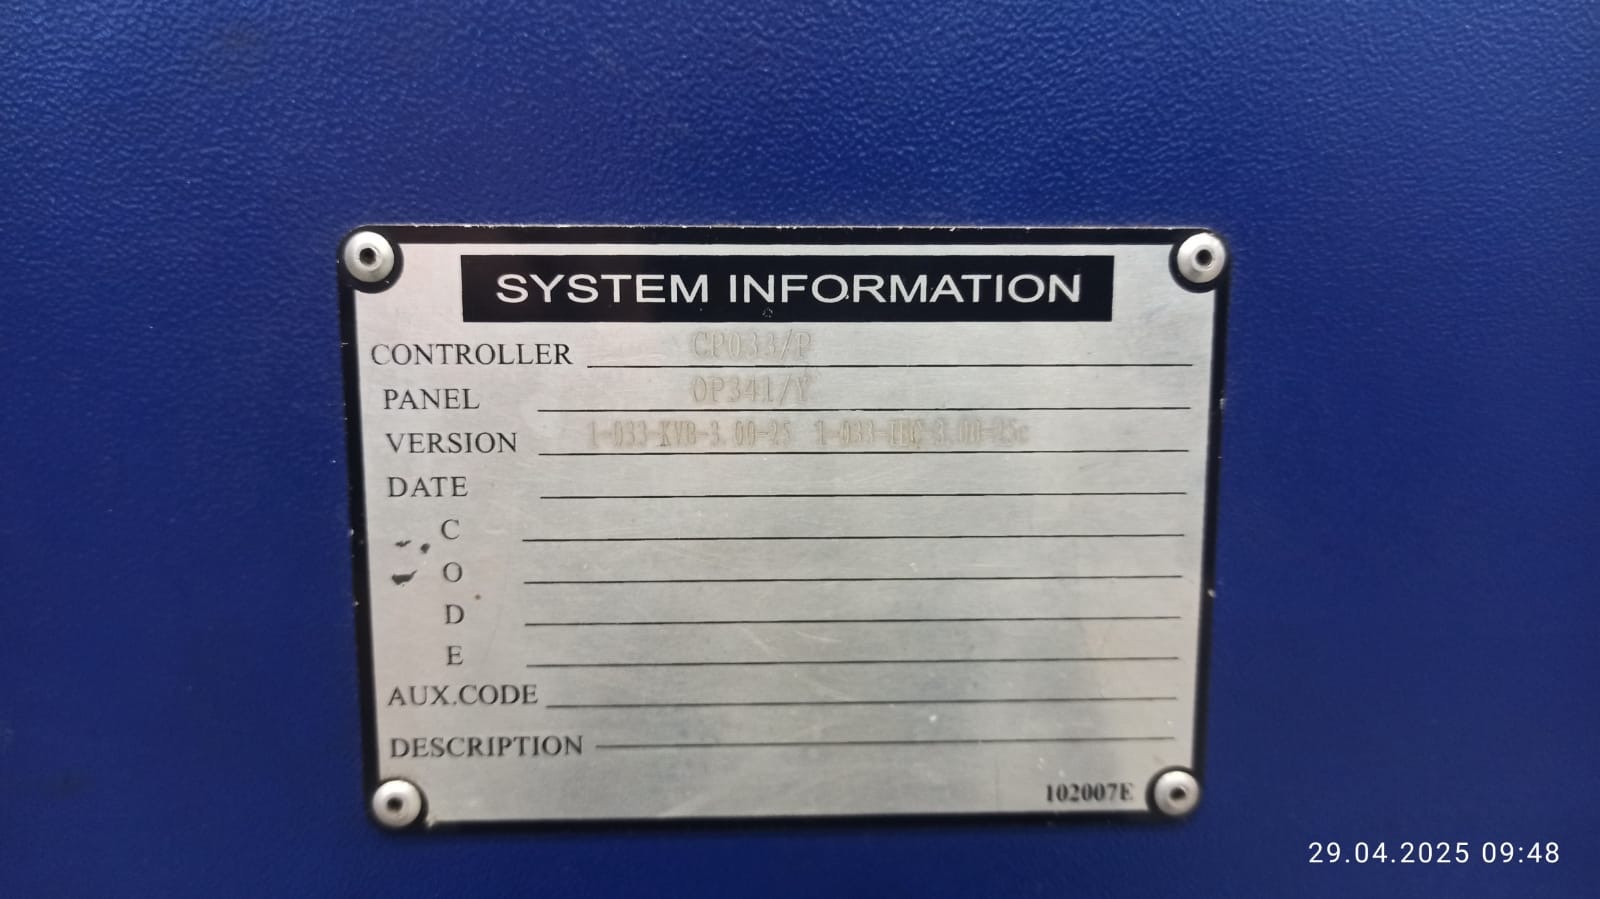 SYSTEM INFORMATION
CONTROLLER CP033/P
PANEL OP341/Y
VERSION 1-033-KVB-3.00-25 1-033-IBC-3.00-25c
DATE
C
O
D
E
AUX.CODE
DESCRIPTION
102007E
29.04.2025 09:48